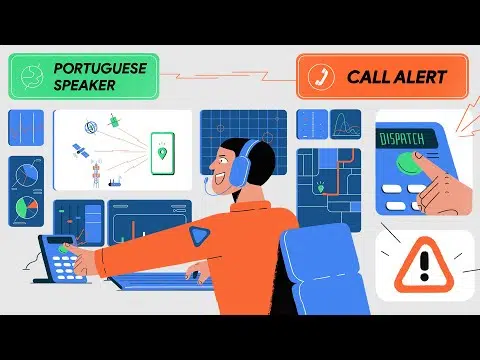 PORTUGUESE
SPEAKER
CALL ALERT
DISPATCH
!